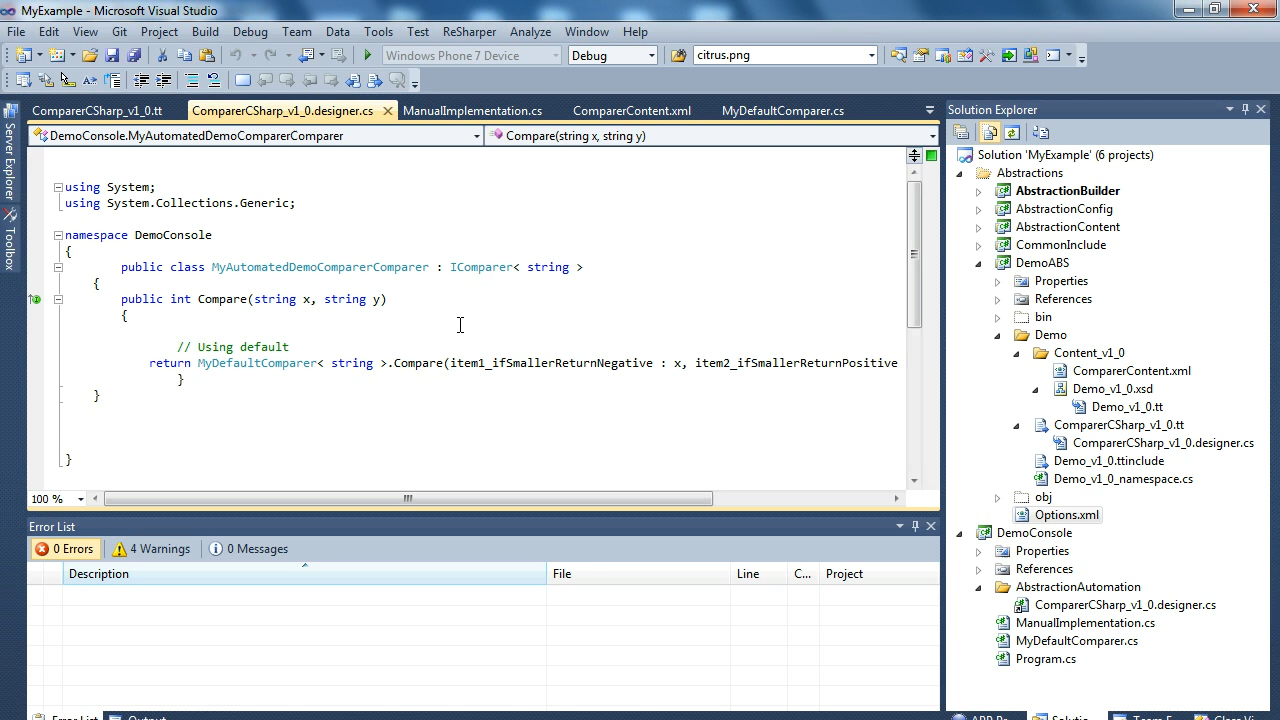 MyExample - Microsoft Visual Studio
File Edit View Git Project Build Debug Team Data Tools Test ReSharper Analyze Window Help
Windows Phone 7 Device Debug citrus.png
ComparerCSharp_v1_0.tt ComparerCSharp_v1_0.designer.cs ManualImplementation.cs ComparerContent.xml MyDefaultComparer.cs
DemoConsole.MyAutomatedDemoComparerComparer Compare(string x, string y)
using System;
using System.Collections.Generic;
namespace DemoConsole
{
public class MyAutomatedDemoComparerComparer : IComparer< string >
{
public int Compare(string x, string y)
{
// Using default
return MyDefaultComparer< string >.Compare(item1_ifSmallerReturnNegative : x, item2_ifSmallerReturnPositive
}
}
}
100 %
Error List
0 Errors 4 Warnings 0 Messages
Description File Line C... Project
Error List Output
Server Explorer
Toolbox
Solution Explorer
Solution 'MyExample' (6 projects)
Abstractions
AbstractionBuilder
AbstractionConfig
AbstractionContent
CommonInclude
DemoABS
Properties
References
bin
Demo
Content_v1_0
ComparerContent.xml
Demo_v1_0.xsd
Demo_v1_0.tt
ComparerCSharp_v1_0.tt
ComparerCSharp_v1_0.designer.cs
Demo_v1_0.ttinclude
Demo_v1_0_namespace.cs
obj
Options.xml
DemoConsole
Properties
References
AbstractionAutomation
ComparerCSharp_v1_0.designer.cs
ManualImplementation.cs
MyDefaultComparer.cs
Program.cs